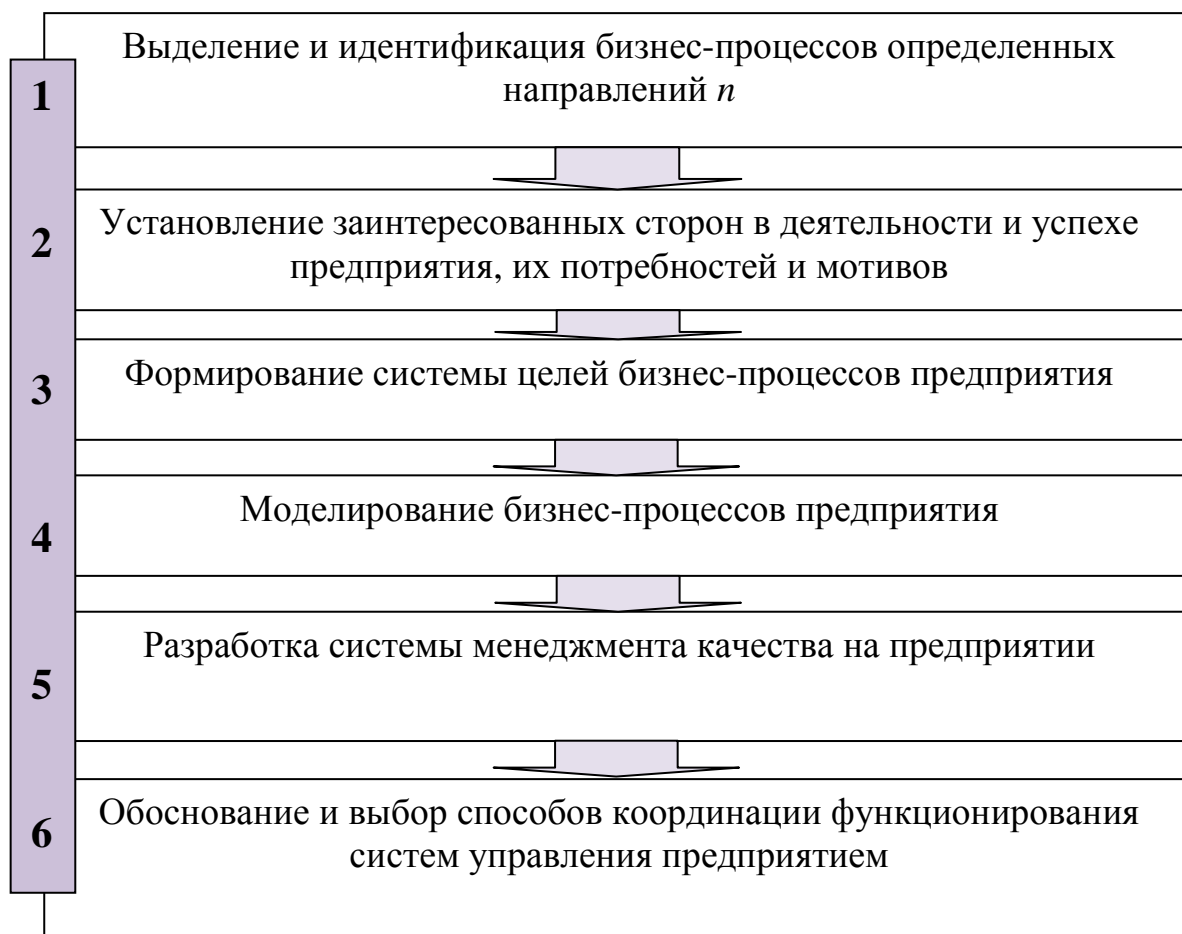 Выделение и идентификация бизнес-процессов определенных
1
направлений n
Установление заинтересованных сторон в деятельности и успехе
2
предприятия, их потребностей и мотивов
Формирование системы целей бизнес-процессов предприятия
3
Моделирование бизнес-процессов предприятия
4
Разработка системы менеджмента качества на предприятии
5
Обоснование и выбор способов координации функционирования
6
систем управления предприятием